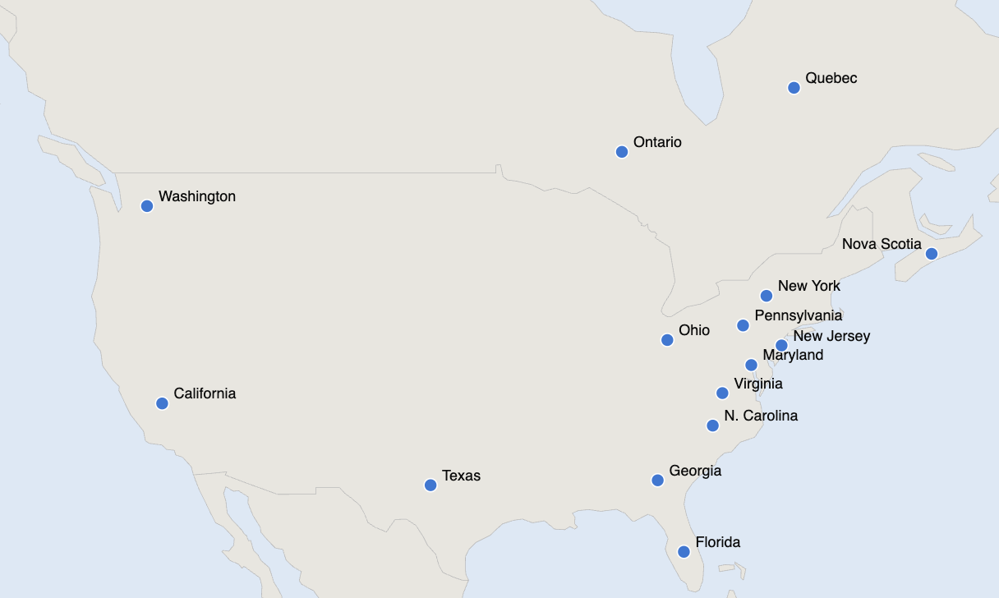 Quebec
Ontario
Washington
Nova Scotia
New York
Pennsylvania
Ohio
New Jersey
Maryland
Virginia
California
N. Carolina
Georgia
Texas
Florida